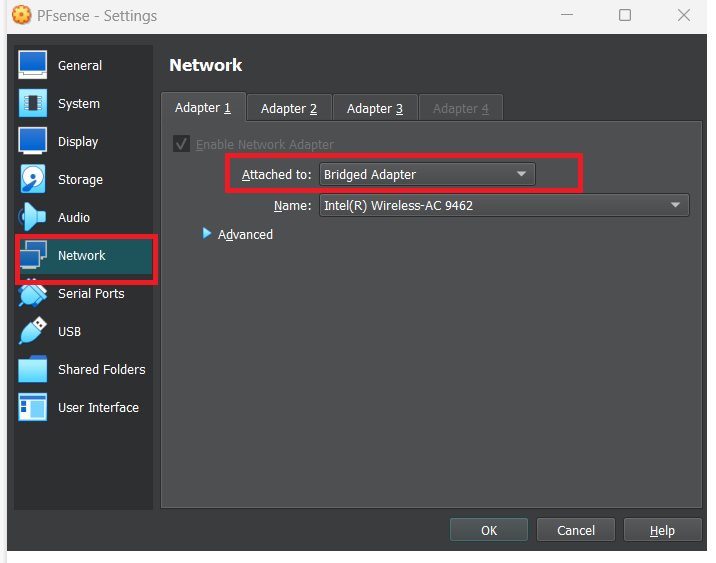 PFsense - Settings
General
System
Display
Storage
Audio
Network
Serial Ports
USB
Shared Folders
User Interface
Network
Adapter 1 Adapter 2 Adapter 3 Adapter 4
Enable Network Adapter
Attached to: Bridged Adapter
Name: Intel(R) Wireless-AC 9462
Advanced
OK Cancel Help